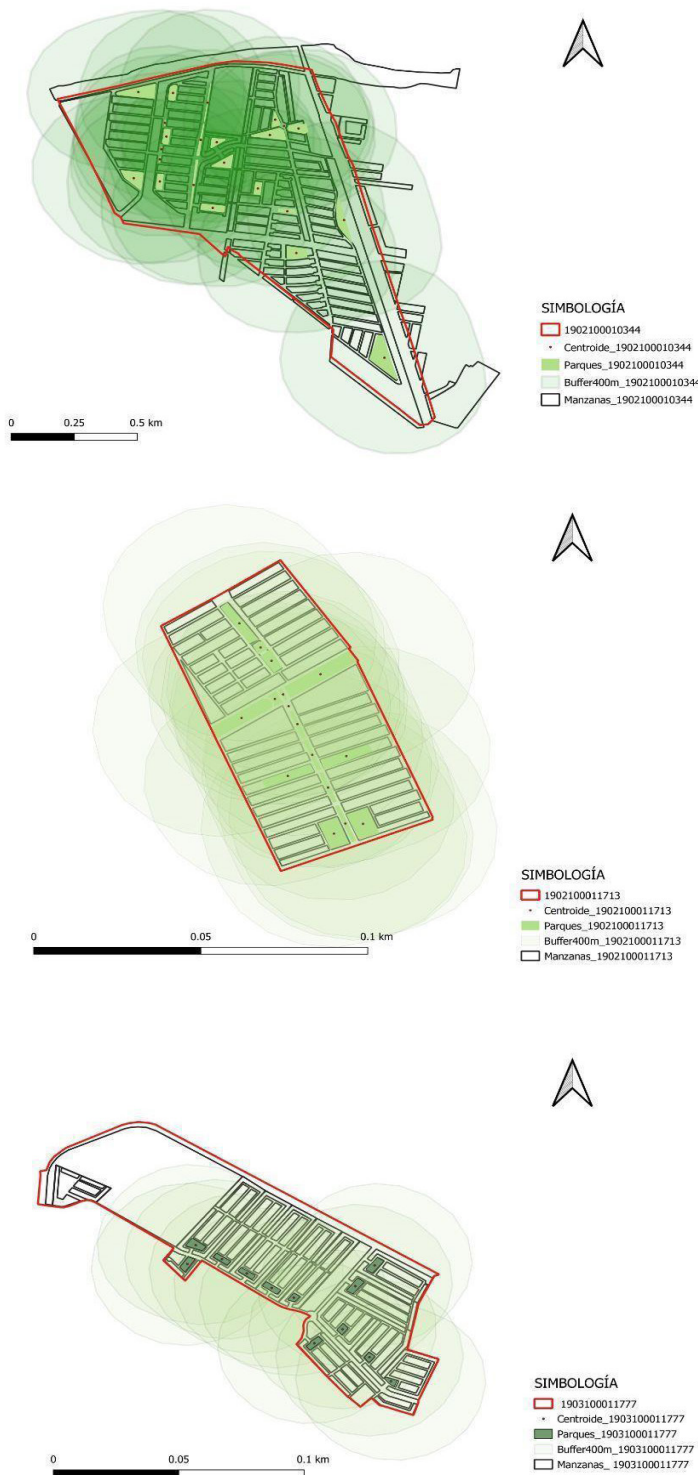 SIMBOLOGÍA
1902100010344
Centroide_1902100010344
Parques_1902100010344
Buffer400m_1902100010344
Manzanas_1902100010344
0 0.25 0.5 km
SIMBOLOGÍA
1902100011713
Centroide_1902100011713
Parques_1902100011713
Buffer400m_1902100011713
Manzanas_1902100011713
0 0.05 0.1 km
SIMBOLOGÍA
1903100011777
Centroide_1903100011777
Parques_1903100011777
Buffer400m_1903100011777
Manzanas_ 1903100011777
0 0.05 0.1 km